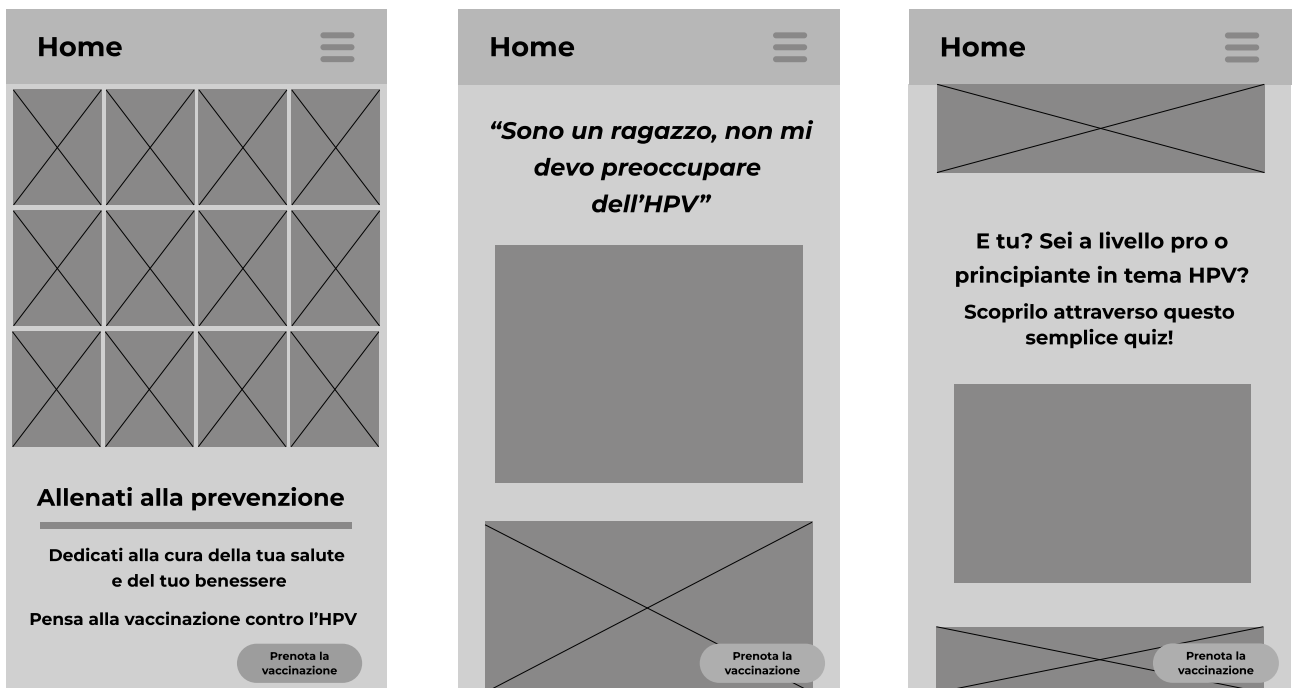 Home
Allenati alla prevenzione
Dedicati alla cura della tua salute
e del tuo benessere
Pensa alla vaccinazione contro l’HPV
Prenota la
vaccinazione
Home
“Sono un ragazzo, non mi
devo preoccupare
dell’HPV”
Prenota la
vaccinazione
Home
E tu? Sei a livello pro o
principiante in tema HPV?
Scoprilo attraverso questo
semplice quiz!
Prenota la
vaccinazione